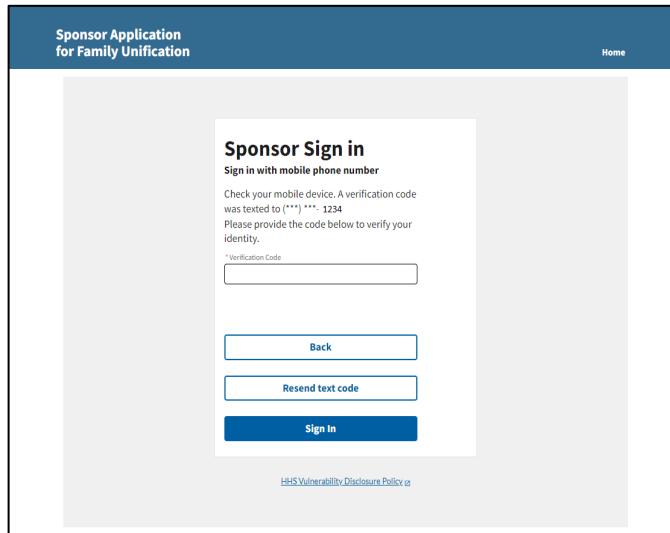 Sponsor Application
for Family Unification
Home
Sponsor Sign in
Sign in with mobile phone number
Check your mobile device. A verification code
was texted to (***) ***- 1234
Please provide the code below to verify your
identity.
* Verification Code
Back
Resend text code
Sign In
HHS Vulnerability Disclosure Policy